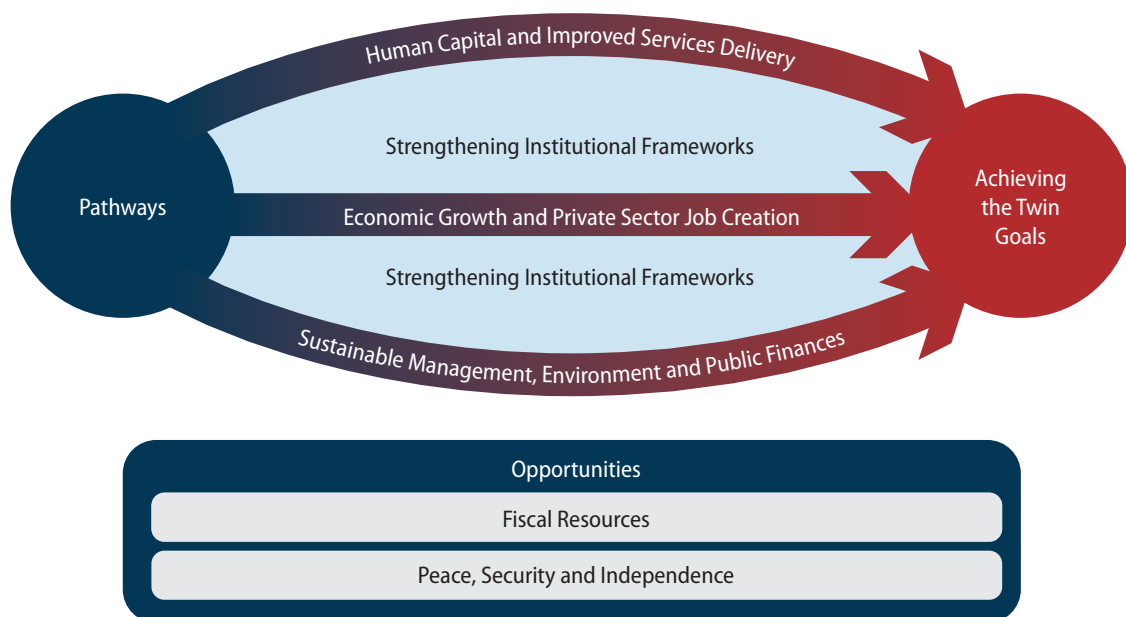 Human Capital and Improved Services Delivery
Strengthening Institutional Frameworks
Pathways
Economic Growth and Private Sector Job Creation
Achieving
the Twin
Goals
Strengthening Institutional Frameworks
Sustainable Management, Environment and Public Finances
Opportunities
Fiscal Resources
Peace, Security and Independence